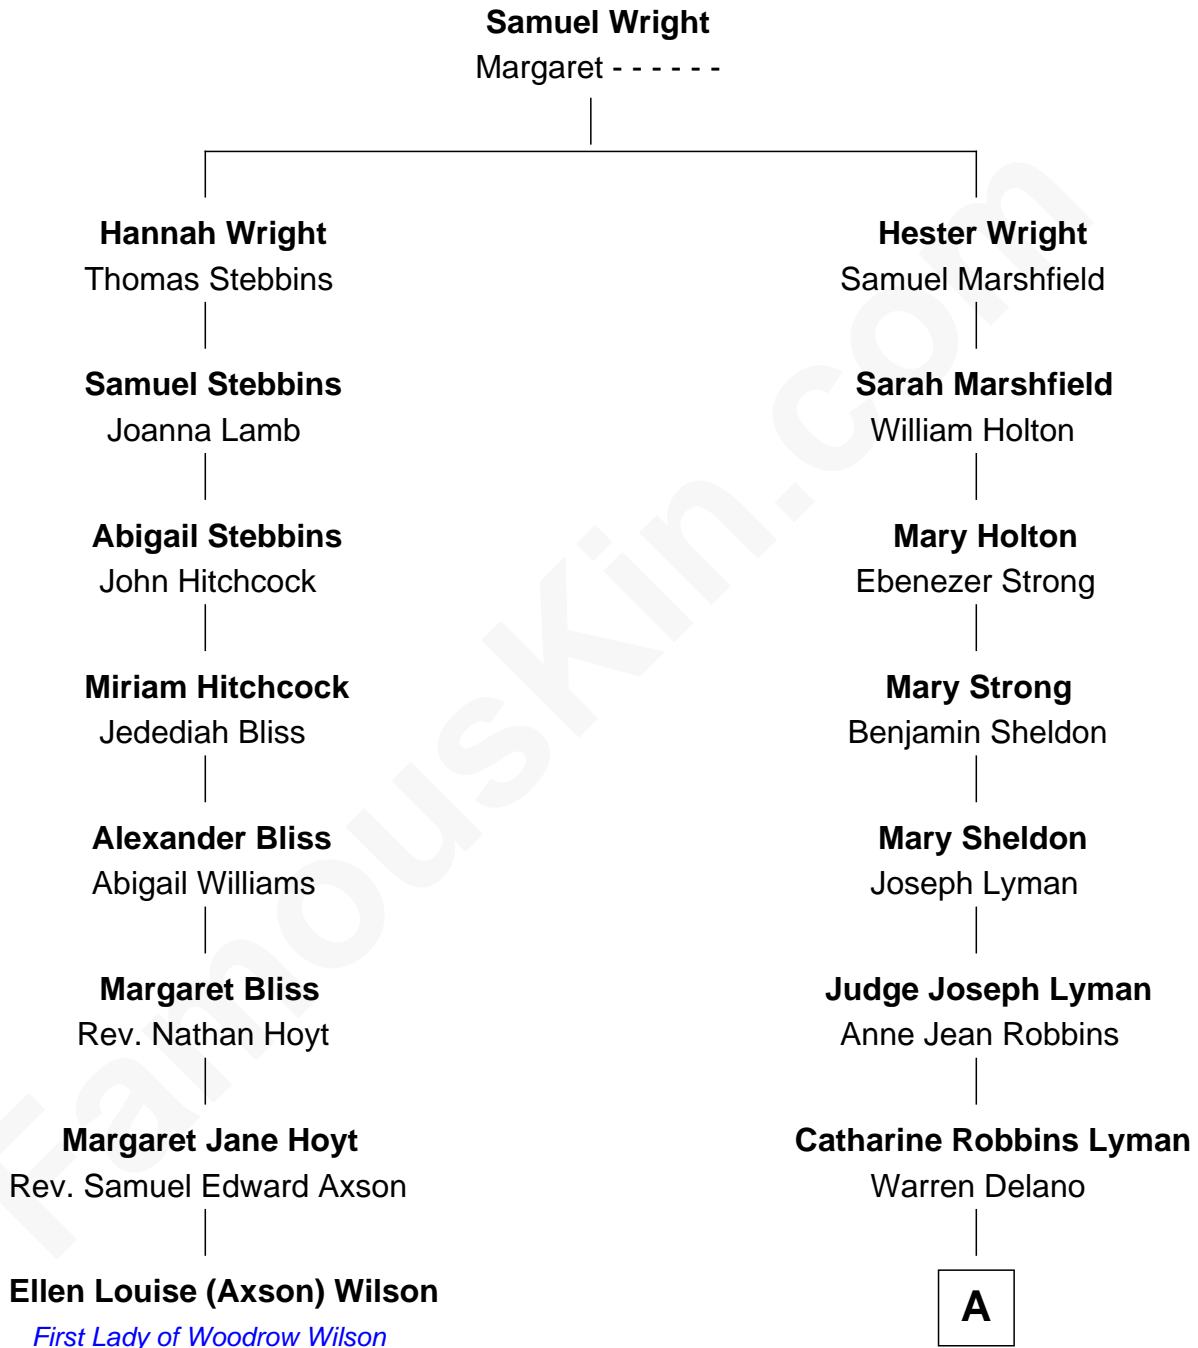 Samuel Wright
Margaret - - - - - -
Hannah Wright
Thomas Stebbins
Hester Wright
Samuel Marshfield
Samuel Stebbins
Joanna Lamb
Sarah Marshfield
William Holton
Abigail Stebbins
John Hitchcock
Mary Holton
Ebenezer Strong
Miriam Hitchcock
Jedediah Bliss
Mary Strong
Benjamin Sheldon
Alexander Bliss
Abigail Williams
Mary Sheldon
Joseph Lyman
Margaret Bliss
Rev. Nathan Hoyt
Judge Joseph Lyman
Anne Jean Robbins
Margaret Jane Hoyt
Rev. Samuel Edward Axson
Catharine Robbins Lyman
Warren Delano
Ellen Louise (Axson) Wilson
First Lady of Woodrow Wilson
A
FamousKin.com